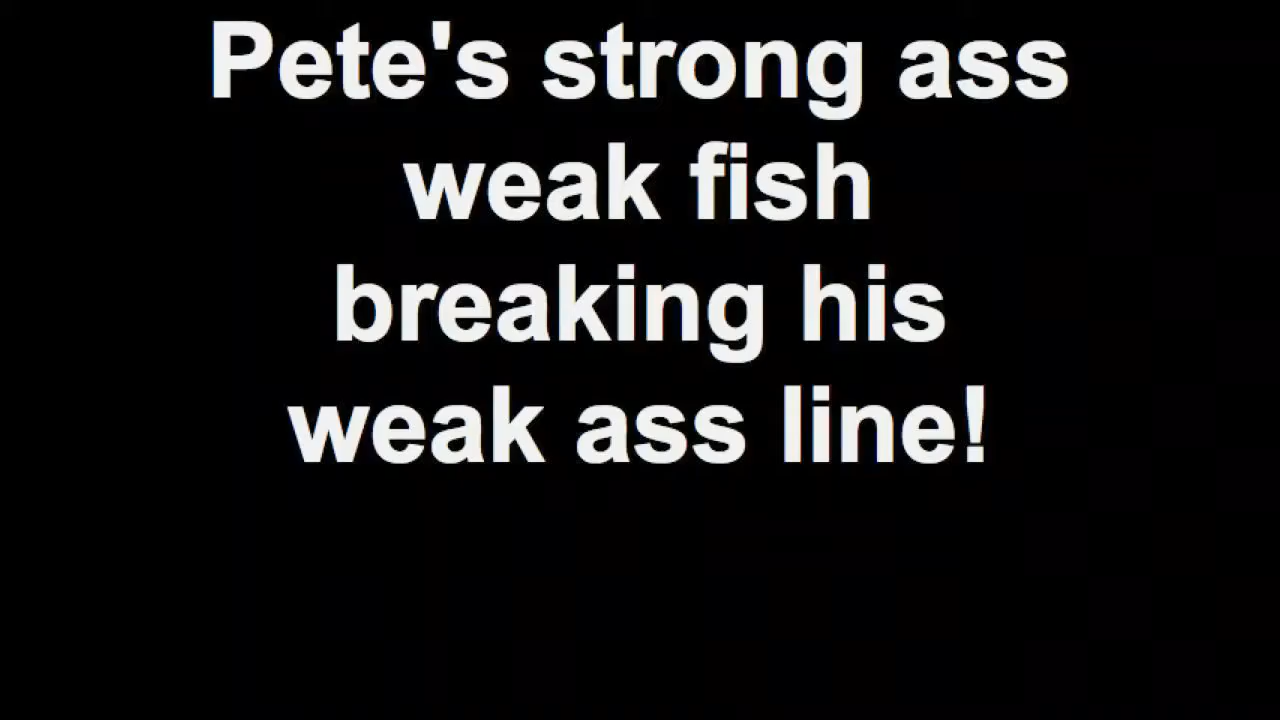 Pete's strong ass
weak fish
breaking his
weak ass line!